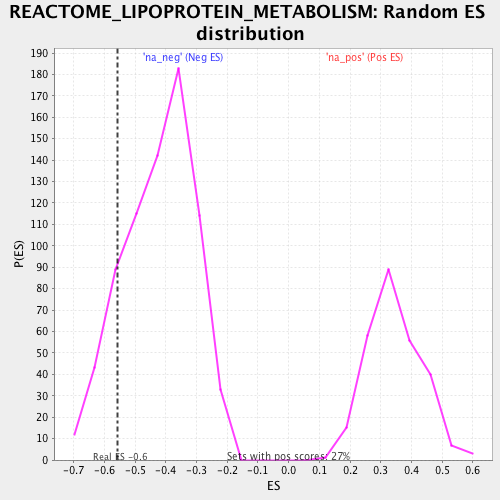 REACTOME_LIPOPROTEIN_METABOLISM: Random ES
distribution
'na_neg' (Neg ES)
'na_pos' (Pos ES)
190
180
170
160
150
140
130
120
110
100
90
80
70
60
50
40
30
20
10
0
P(ES)
Real ES -0.6
Sets with pos scores: 27%
-0.7 -0.6 -0.5 -0.4 -0.3 -0.2 -0.1 0.0 0.1 0.2 0.3 0.4 0.5 0.6
ES